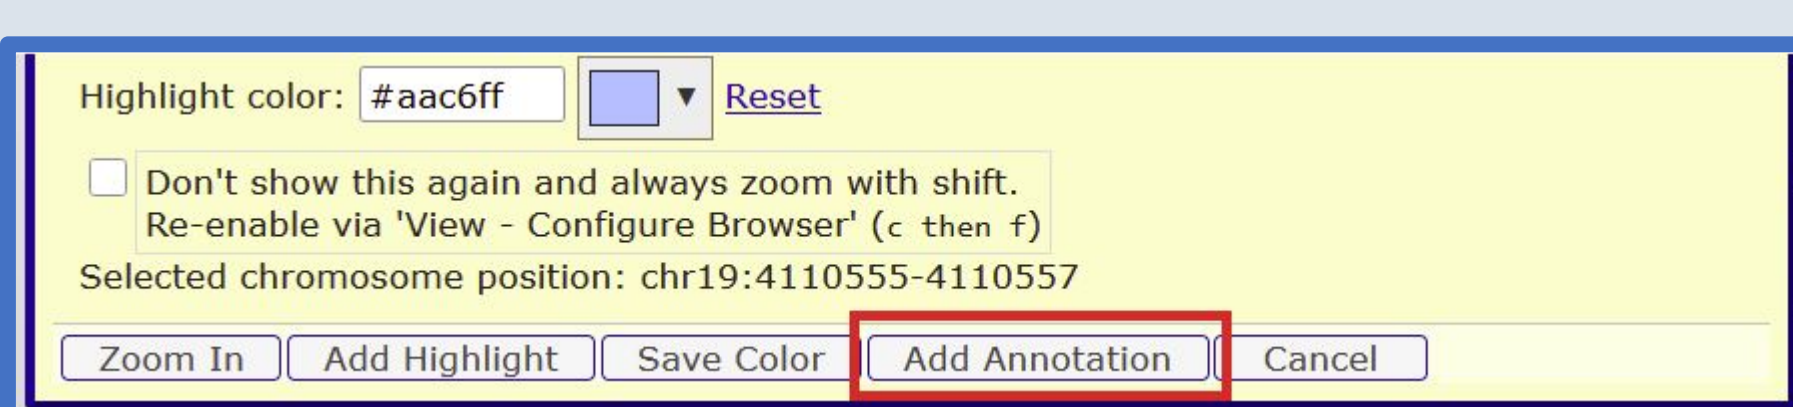 Highlight color: #aac6ff ▼ Reset
Don't show this again and always zoom with shift.
Re-enable via 'View - Configure Browser' (c then f)
Selected chromosome position: chr19:4110555-4110557
Zoom In Add Highlight Save Color Add Annotation Cancel